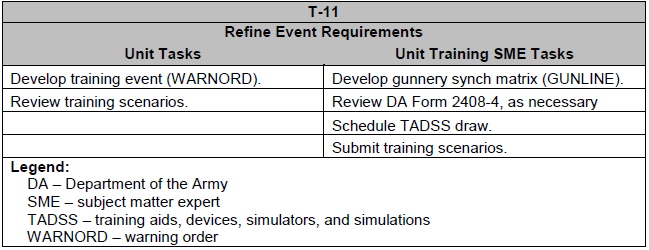 T-11
Refine Event Requirements
Unit Tasks Unit Training SME Tasks
Develop training event (WARNORD). Develop gunnery synch matrix (GUNLINE).
Review training scenarios. Review DA Form 2408-4, as necessary
Schedule TADSS draw.
Submit training scenarios.
Legend:
DA – Department of the Army
SME – subject matter expert
TADSS – training aids, devices, simulators, and simulations
WARNORD – warning order